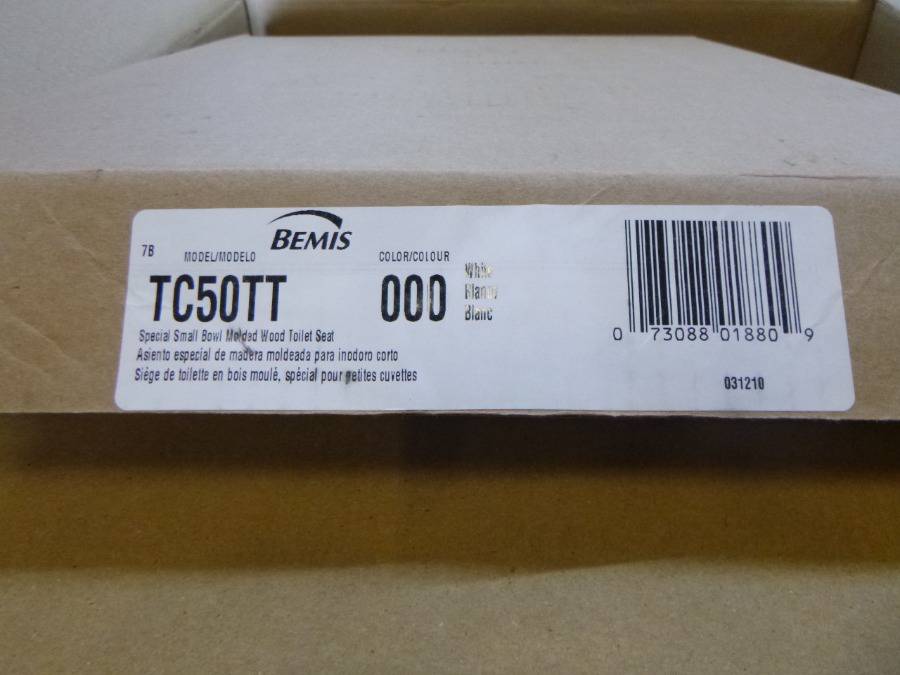 BEMIS
7B MODEL/MODELO COLOR/COLOUR
TC50TT 000 White
Blanco
Blanc
Special Small Bowl Molded Wood Toilet Seat
Asiento especial de madera moldeada para inodoro corto
Siège de toilette en bois moulé, spécial pour petites cuvettes
0 73088 01880 9
031210